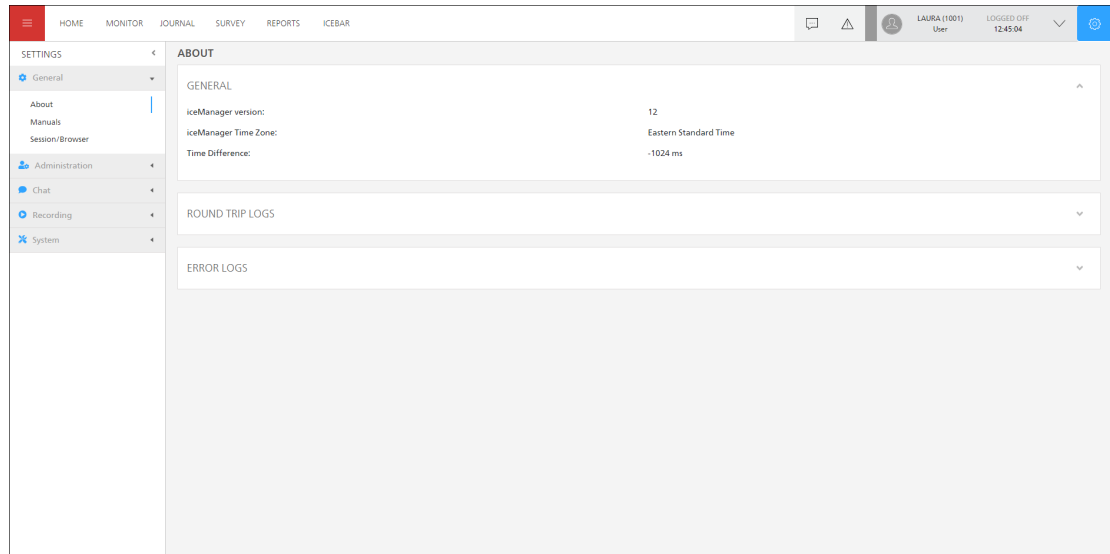 HOME MONITOR JOURNAL SURVEY REPORTS ICEBAR LAURA (1001) LOGGED OFF
User 12:45:04
SETTINGS
General
About
Manuals
Session/Browser
Administration
Chat
Recording
System
ABOUT
GENERAL
iceManager version: 12
iceManager Time Zone: Eastern Standard Time
Time Difference: -1024 ms
ROUND TRIP LOGS
ERROR LOGS